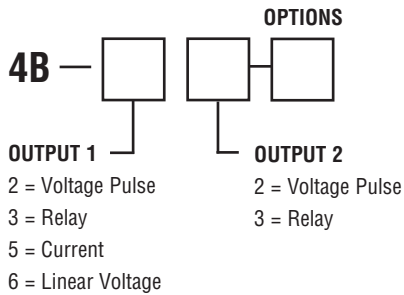 OPTIONS
4B —
OUTPUT 1
2 = Voltage Pulse
3 = Relay
5 = Current
6 = Linear Voltage
OUTPUT 2
2 = Voltage Pulse
3 = Relay